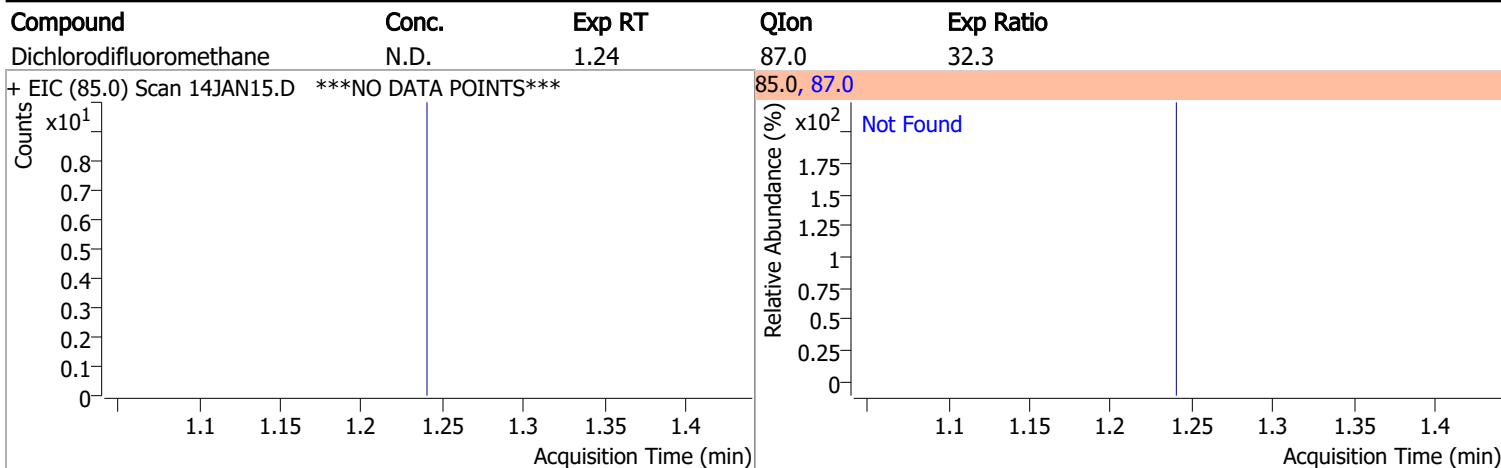 Compound Conc. Exp RT QIon Exp Ratio
Dichlorodifluoromethane N.D. 1.24 87.0 32.3
+ EIC (85.0) Scan 14JAN15.D ***NO DATA POINTS***
Counts
x10¹
0.8
0.7
0.6
0.5
0.4
0.3
0.2
0.1
0
1.1 1.15 1.2 1.25 1.3 1.35 1.4
Acquisition Time (min)
85.0, 87.0
Relative Abundance (%)
x10²
Not Found
1.75
1.5
1.25
1
0.75
0.5
0.25
0
1.1 1.15 1.2 1.25 1.3 1.35 1.4
Acquisition Time (min)